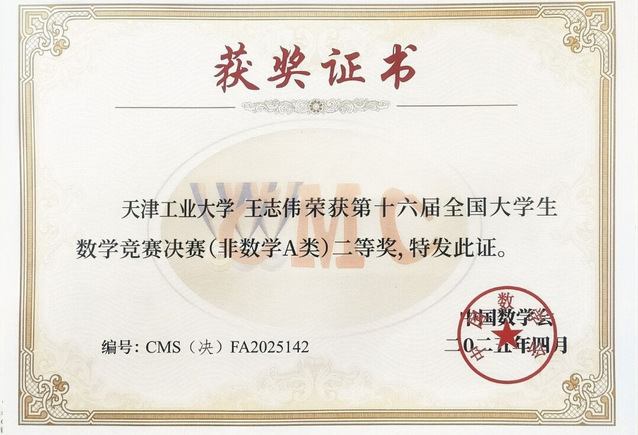 获奖证书
天津工业大学 王志伟荣获第十六届全国大学生
数学竞赛决赛(非数学A类)二等奖,特发此证。
中国数学会
编号:CMS(决)FA2025142
二〇二五年四月